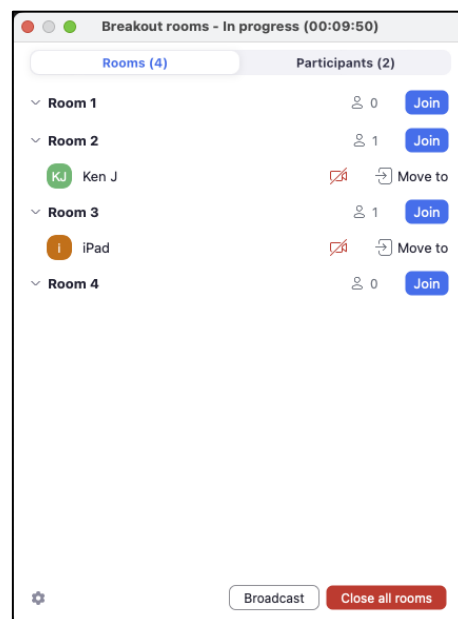 Breakout rooms - In progress (00:09:50)
Rooms (4) Participants (2)
Room 1 0 Join
Room 2 1 Join
KJ Ken J Move to
Room 3 1 Join
i iPad Move to
Room 4 0 Join
Broadcast Close all rooms